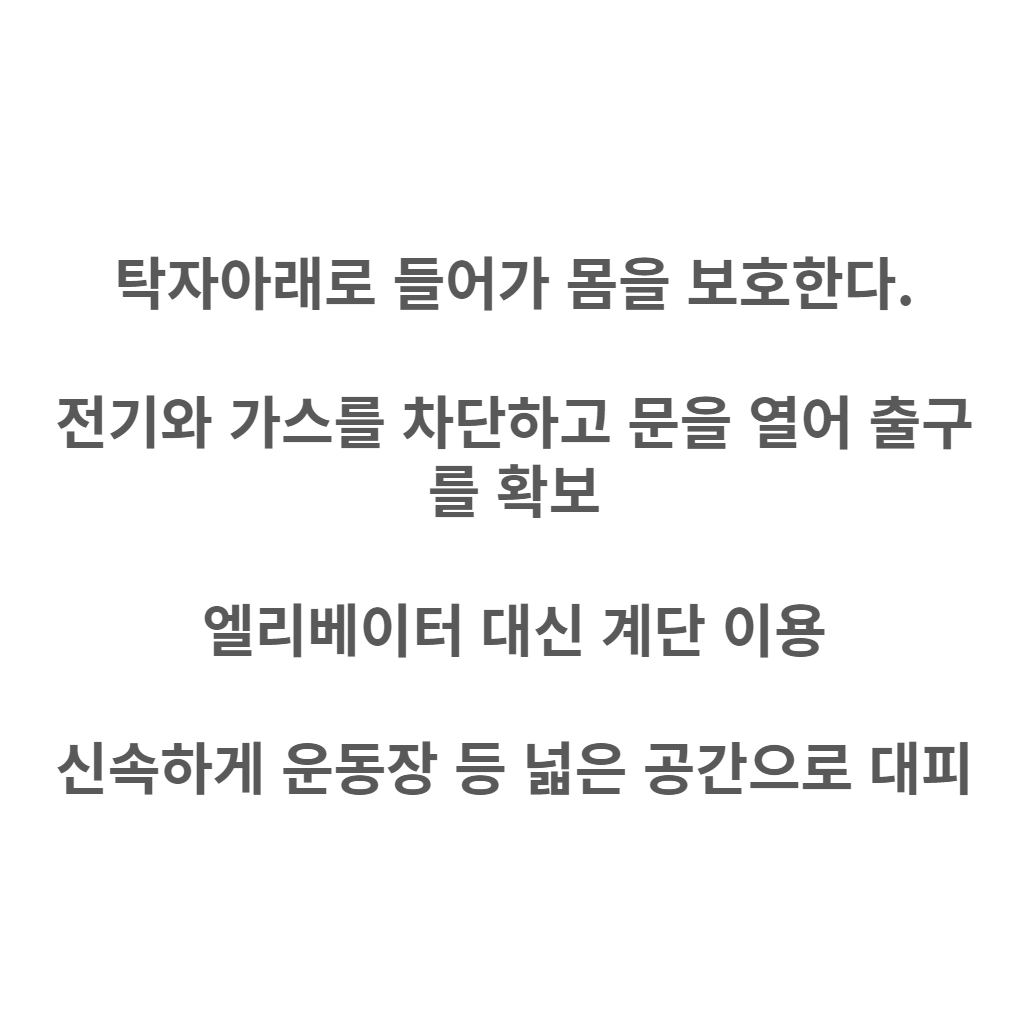 탁자아래로 들어가 몸을 보호한다.
전기와 가스를 차단하고 문을 열어 출구
를 확보
엘리베이터 대신 계단 이용
신속하게 운동장 등 넓은 공간으로 대피